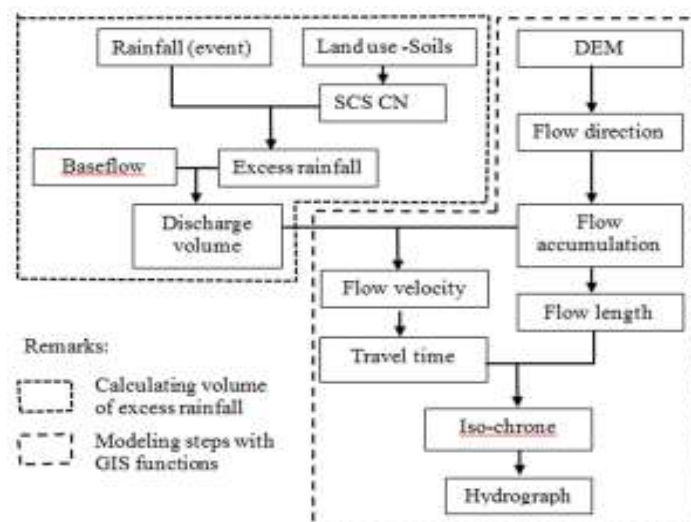 Rainfall (event)
Land use -Soils
DEM
SCS CN
Flow direction
Baseflow
Excess rainfall
Discharge
volume
Flow
accumulation
Flow velocity
Flow length
Travel time
Remarks:
Calculating volume
of excess rainfall
Iso-chrone
Modeling steps with
GIS functions
Hydrograph